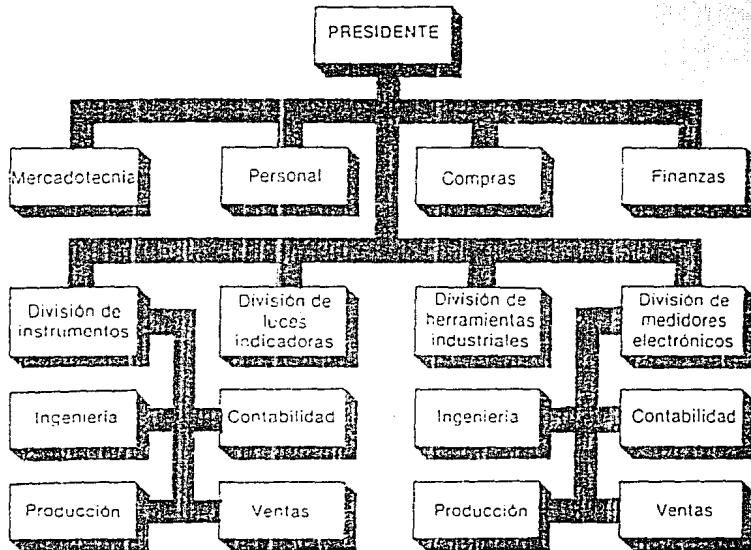 PRESIDENTE
Mercadotecnia
Personal
Compras
Finanzas
División de
instrumentos
División de
luces
indicadoras
División de
herramientas
industriales
División de
medidores
electrónicos
Ingeniería
Contabilidad
Ingeniería
Contabilidad
Producción
Ventas
Producción
Ventas